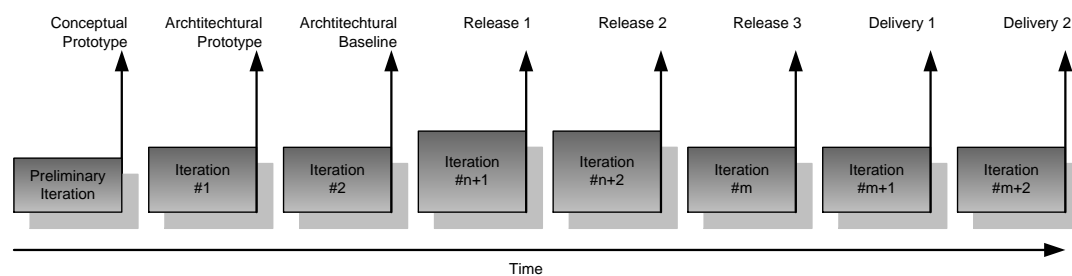 Conceptual
Prototype
Archtitechtural
Prototype
Archtitechtural
Baseline
Release 1
Release 2
Release 3
Delivery 1
Delivery 2
Preliminary
Iteration
Iteration
#1
Iteration
#2
Iteration
#n+1
Iteration
#n+2
Iteration
#m
Iteration
#m+1
Iteration
#m+2
Time